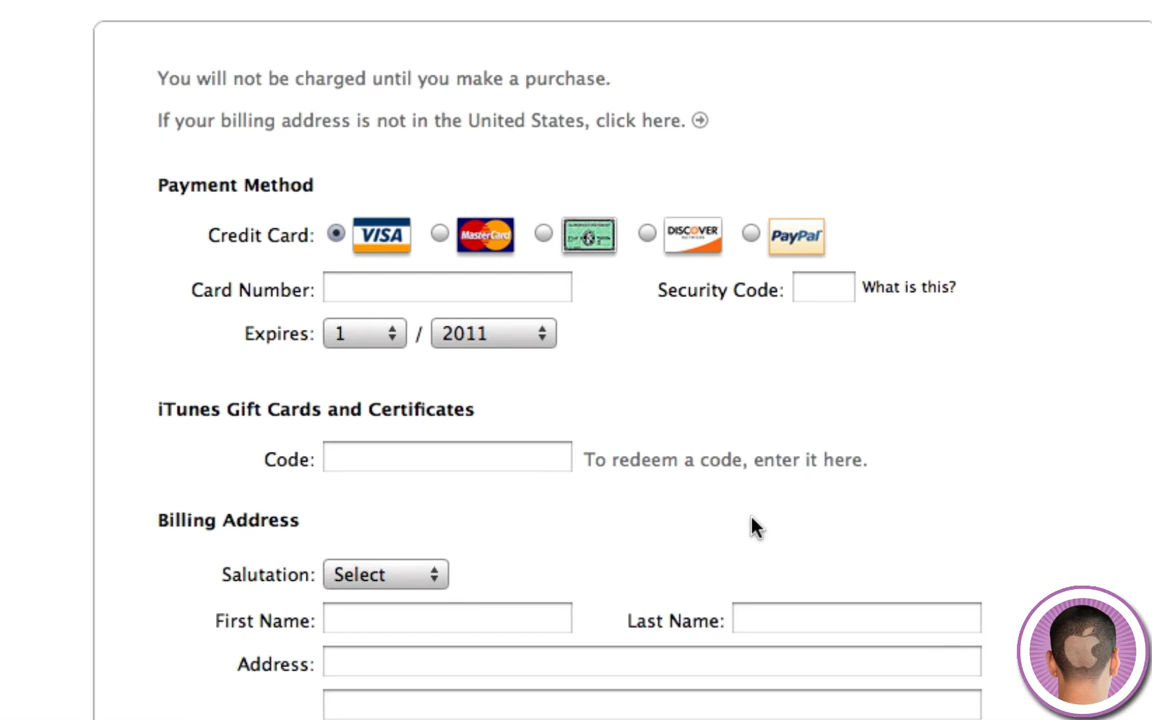 You will not be charged until you make a purchase.
If your billing address is not in the United States, click here.
Payment Method
Credit Card: VISA MasterCard DISCOVER PayPal
Card Number: Security Code: What is this?
Expires: 1 / 2011
iTunes Gift Cards and Certificates
Code: To redeem a code, enter it here.
Billing Address
Salutation: Select
First Name: Last Name:
Address: